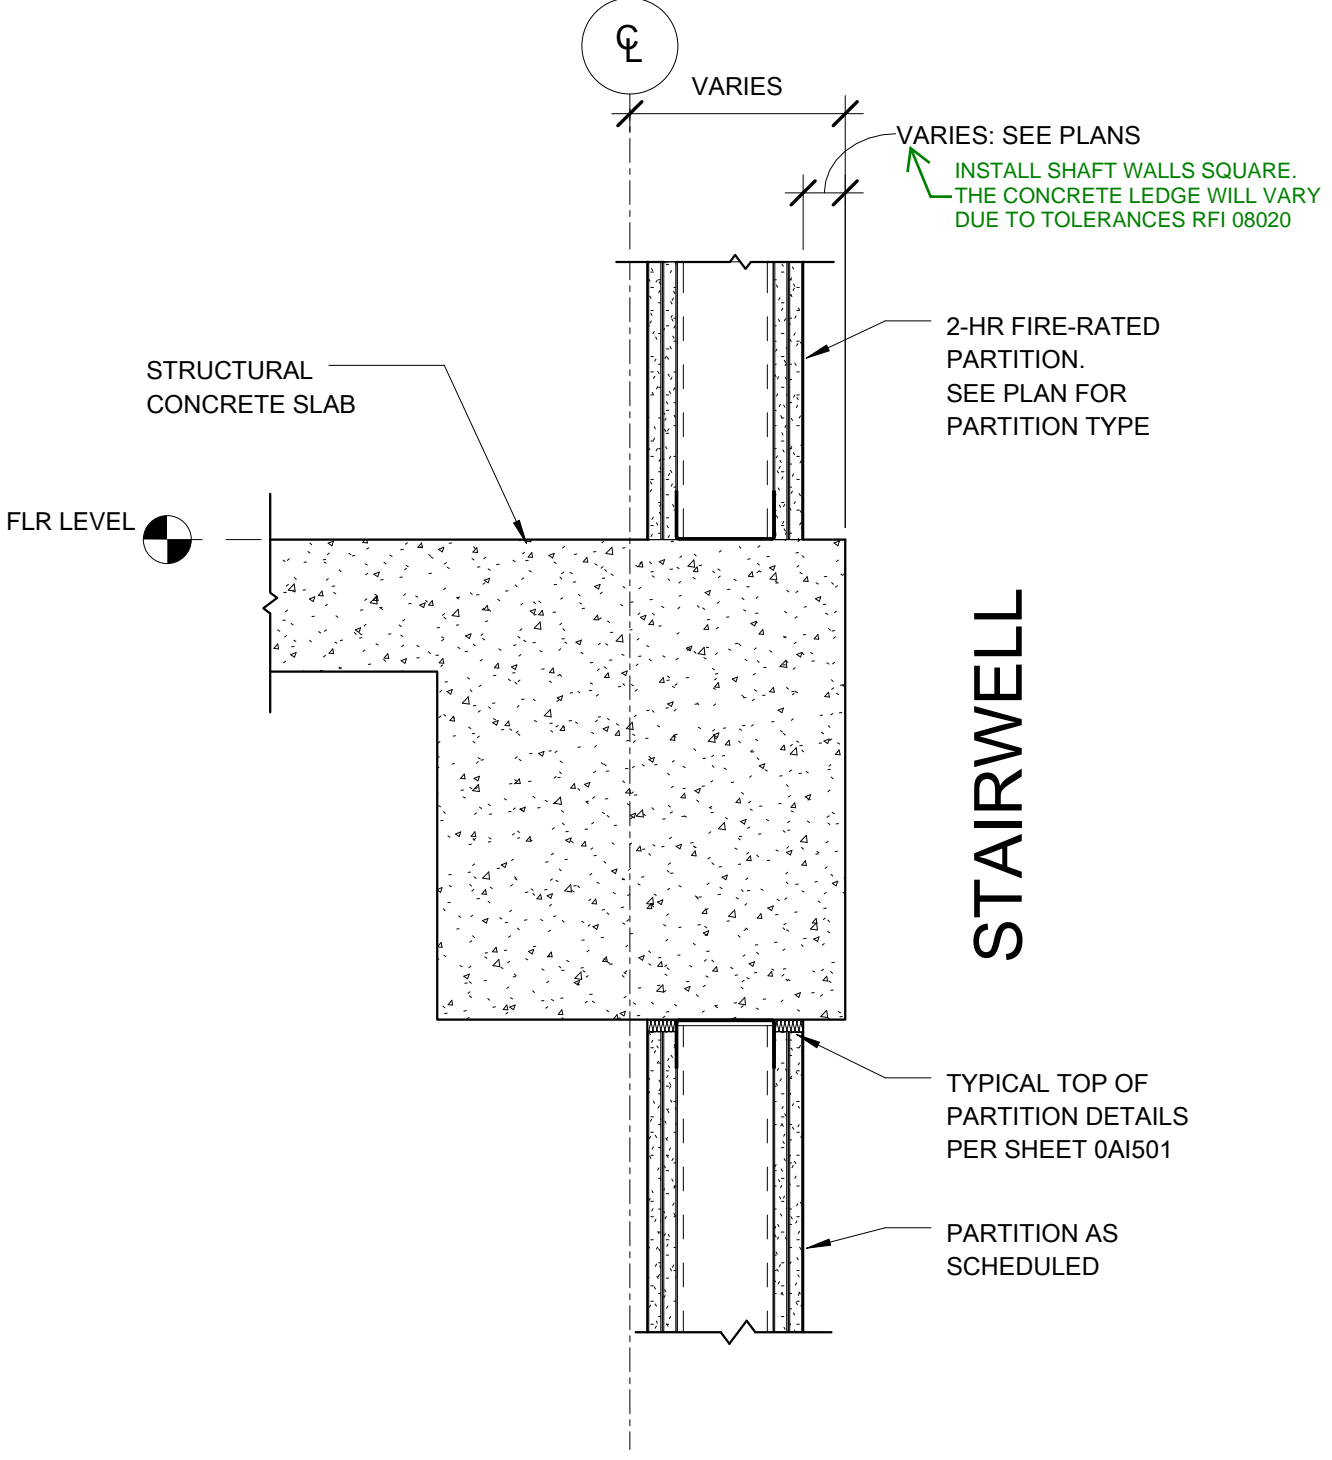 ℄
VARIES
VARIES: SEE PLANS
INSTALL SHAFT WALLS SQUARE.
THE CONCRETE LEDGE WILL VARY
DUE TO TOLERANCES RFI 08020
2-HR FIRE-RATED
PARTITION.
SEE PLAN FOR
PARTITION TYPE
STRUCTURAL
CONCRETE SLAB
FLR LEVEL
STAIRWELL
TYPICAL TOP OF
PARTITION DETAILS
PER SHEET 0AI501
PARTITION AS
SCHEDULED